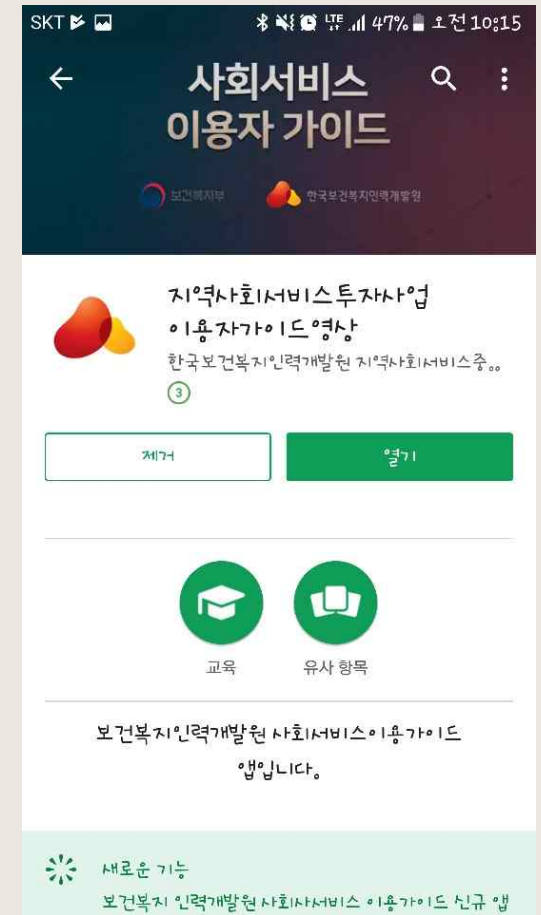 SKT LTE 47% 오전 10:15
사회서비스
이용자 가이드
보건복지부 한국보건복지인력개발원
지역사회서비스투자사업
이용자가이드영상
한국보건복지인력개발원 지역사회서비스중..
3
제거 열기
교육 유사 항목
보건복지인력개발원 사회서비스이용가이드
앱입니다.
새로운 기능
보건복지 인력개발원 사회사서비스 이용가이드 신규 앱